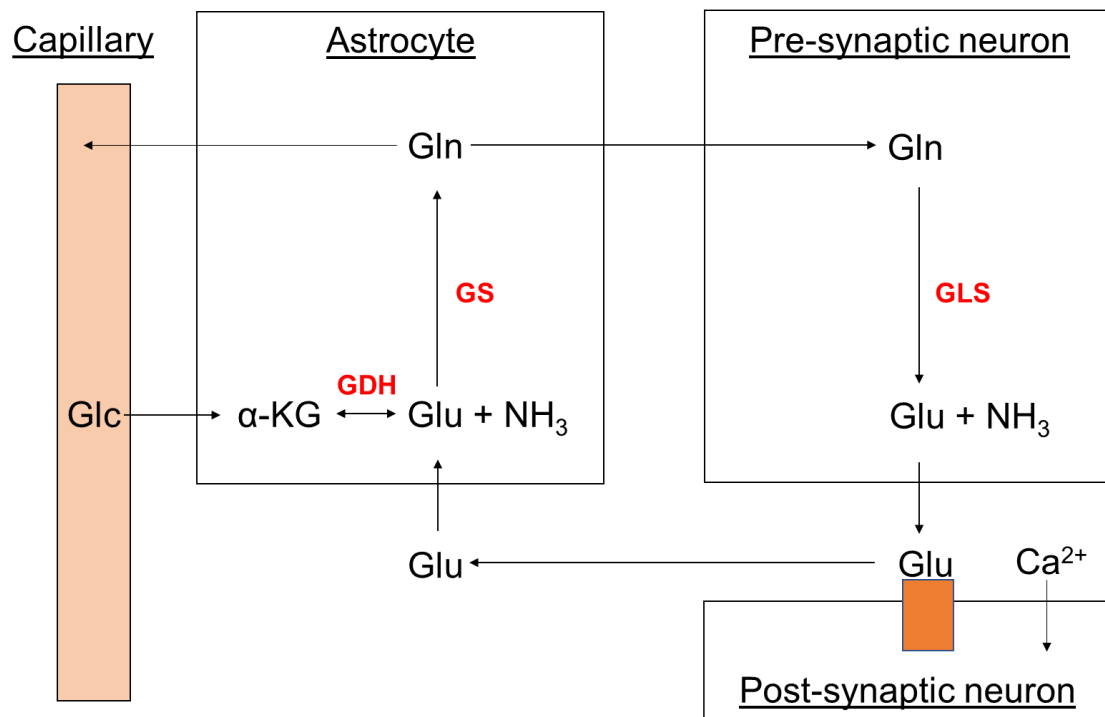 Capillary
Astrocyte
Pre-synaptic neuron
Gln
Gln
GS
GLS
GDH
Glc
α-KG
Glu + NH₃
Glu + NH₃
Glu
Glu
Ca²⁺
Post-synaptic neuron